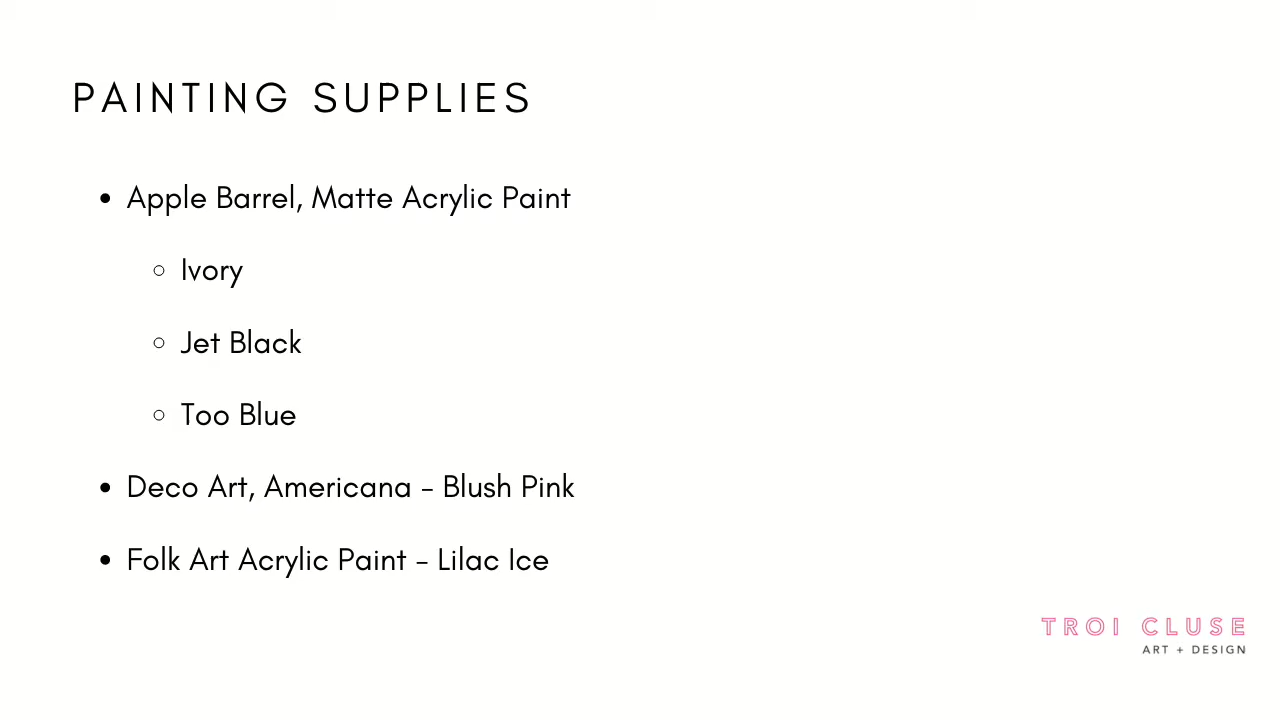 PAINTING SUPPLIES
• Apple Barrel, Matte Acrylic Paint
◦ Ivory
◦ Jet Black
◦ Too Blue
• Deco Art, Americana - Blush Pink
• Folk Art Acrylic Paint - Lilac Ice
TROI CLUSE
ART + DESIGN